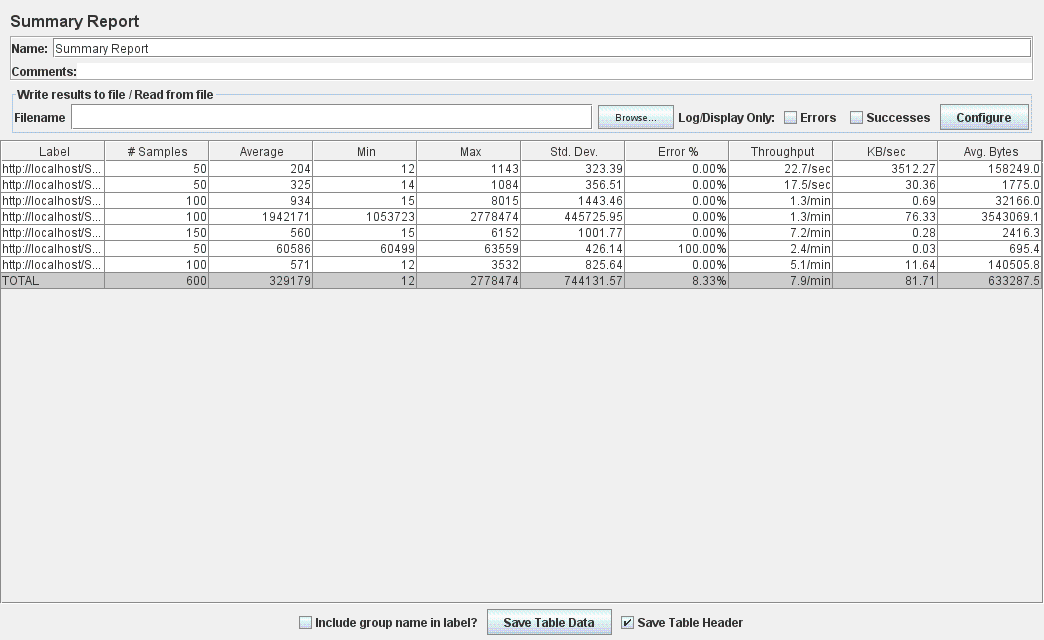 Summary Report
Name: Summary Report
Comments:
Write results to file / Read from file
Filename Browse... Log/Display Only: Errors Successes Configure
Label # Samples Average Min Max Std. Dev. Error % Throughput KB/sec Avg. Bytes
http://localhost/S... 50 204 12 1143 323.39 0.00% 22.7/sec 3512.27 158249.0
http://localhost/S... 50 325 14 1084 356.51 0.00% 17.5/sec 30.36 1775.0
http://localhost/S... 100 934 15 8015 1443.46 0.00% 1.3/min 0.69 32166.0
http://localhost/S... 100 1942171 1053723 2778474 445725.95 0.00% 1.3/min 76.33 3543069.1
http://localhost/S... 150 560 15 6152 1001.77 0.00% 7.2/min 0.28 2416.3
http://localhost/S... 50 60586 60499 63559 426.14 100.00% 2.4/min 0.03 695.4
http://localhost/S... 100 571 12 3532 825.64 0.00% 5.1/min 11.64 140505.8
TOTAL 600 329179 12 2778474 744131.57 8.33% 7.9/min 81.71 633287.5
Include group name in label? Save Table Data Save Table Header